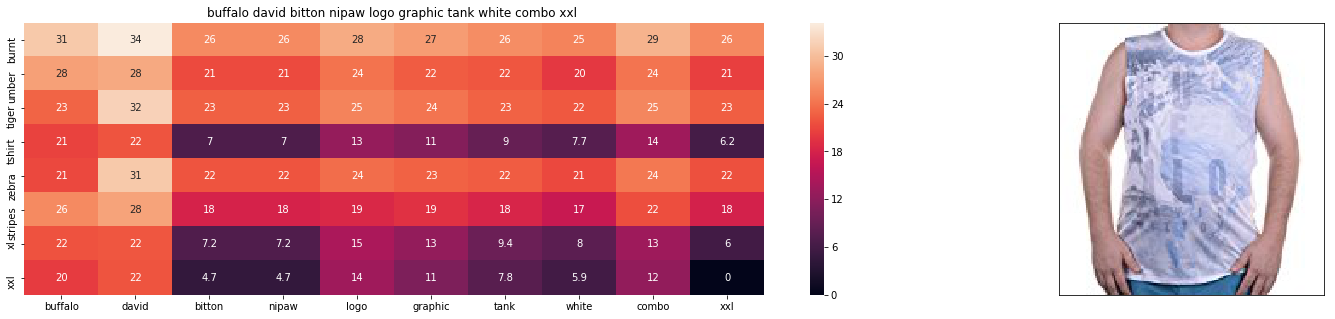 buffalo david bitton nipaw logo graphic tank white combo xxl
burnt 31 34 26 26 28 27 26 25 29 26
umber 28 28 21 21 24 22 22 20 24 21
tiger 23 32 23 23 25 24 23 22 25 23
tshirt 21 22 7 7 13 11 9 7.7 14 6.2
zebra 21 31 22 22 24 23 22 21 24 22
stripes 26 28 18 18 19 19 18 17 22 18
xl 22 22 7.2 7.2 15 13 9.4 8 13 6
xxl 20 22 4.7 4.7 14 11 7.8 5.9 12 0
buffalo david bitton nipaw logo graphic tank white combo xxl
30
24
18
12
6
0